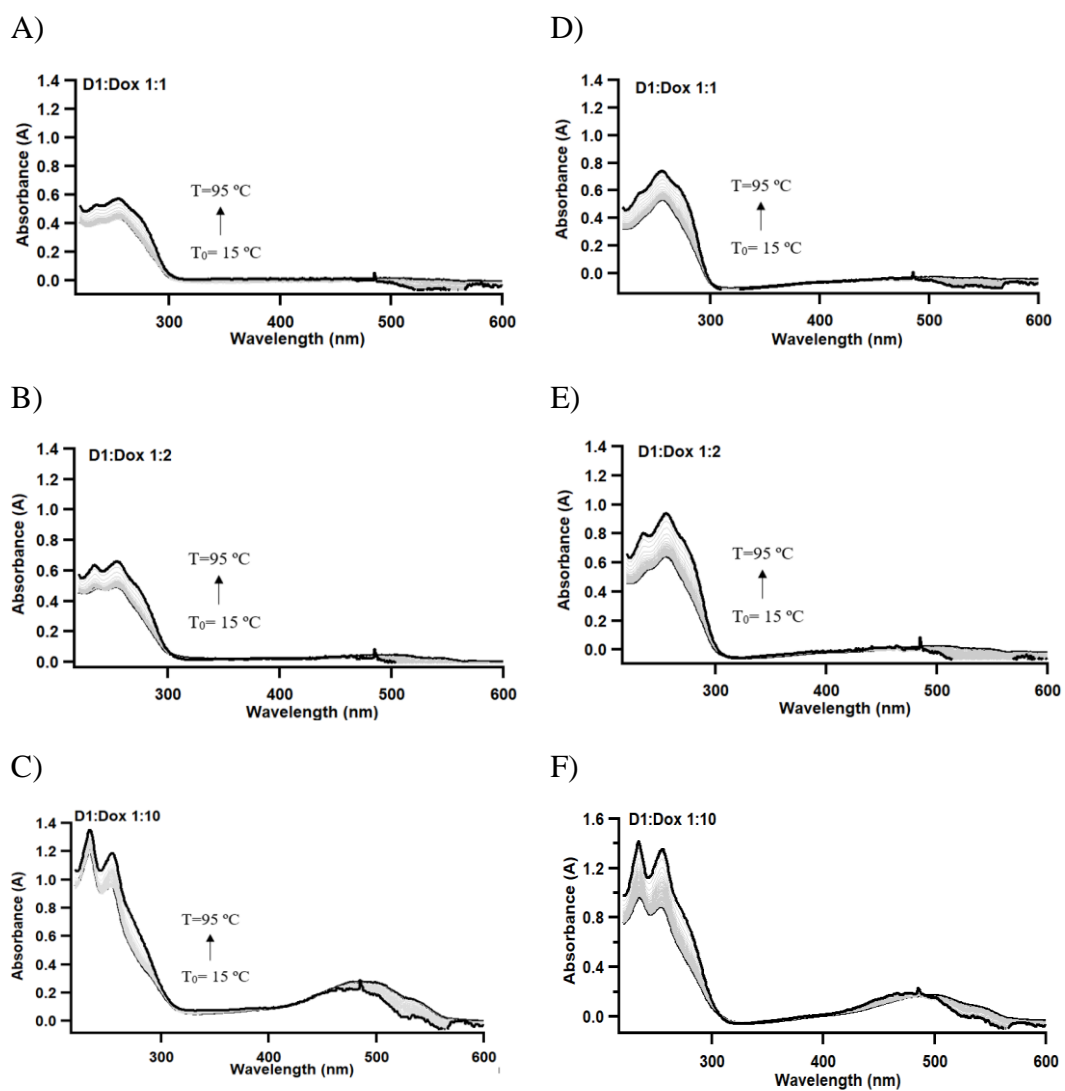 A)
D1:Dox 1:1
1.4
1.2
1.0
0.8
0.6
0.4
0.2
0.0
Absorbance (A)
T=95 ºC
T₀= 15 ºC
300
400
500
600
Wavelength (nm)
D)
D1:Dox 1:1
1.4
1.2
1.0
0.8
0.6
0.4
0.2
0.0
Absorbance (A)
T=95 ºC
T₀= 15 ºC
300
400
500
600
Wavelength (nm)
B)
D1:Dox 1:2
1.4
1.2
1.0
0.8
0.6
0.4
0.2
0.0
Absorbance (A)
T=95 ºC
T₀= 15 ºC
300
400
500
600
Wavelength (nm)
E)
D1:Dox 1:2
1.4
1.2
1.0
0.8
0.6
0.4
0.2
0.0
Absorbance (A)
T=95 ºC
T₀= 15 ºC
300
400
500
600
Wavelength (nm)
C)
D1:Dox 1:10
1.4
1.2
1.0
0.8
0.6
0.4
0.2
0.0
Absorbance (A)
T=95 ºC
T₀= 15 ºC
300
400
500
600
Wavelength (nm)
F)
D1:Dox 1:10
1.6
1.2
0.8
0.4
0.0
Absorbance (A)
300
400
500
600
Wavelength (nm)